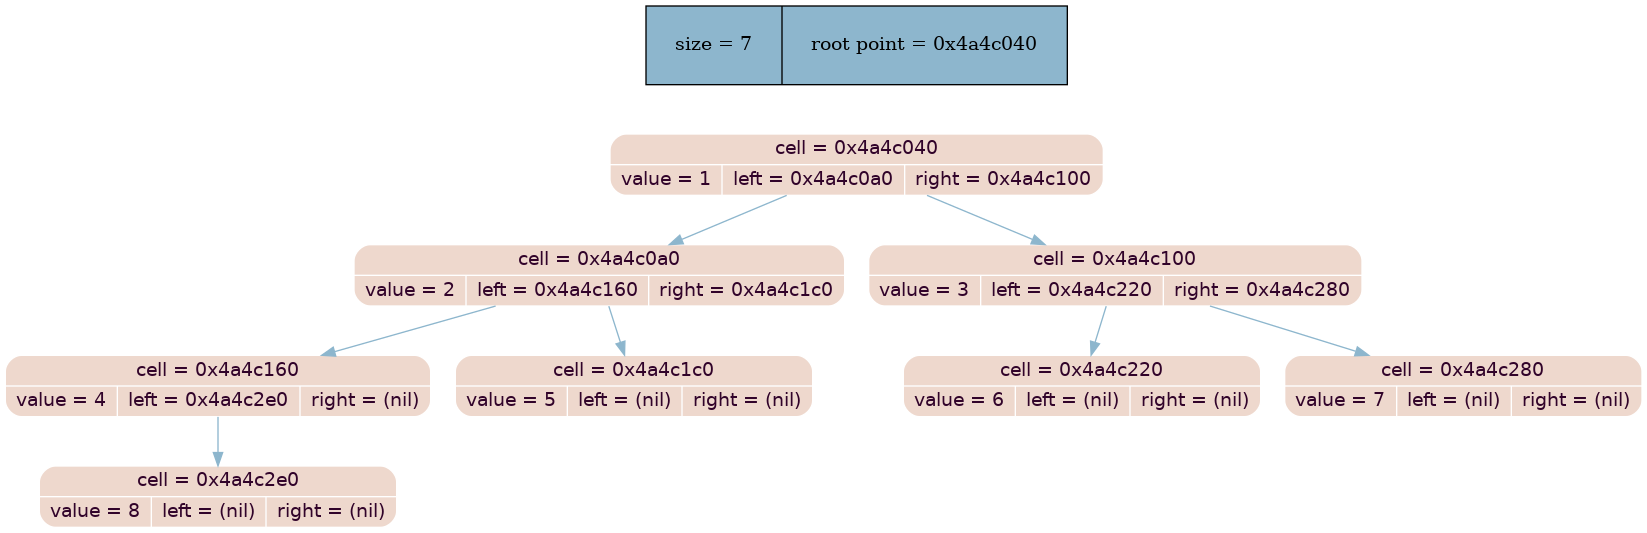 size = 7 root point = 0x4a4c040
cell = 0x4a4c040
value = 1 left = 0x4a4c0a0 right = 0x4a4c100
cell = 0x4a4c0a0
value = 2 left = 0x4a4c160 right = 0x4a4c1c0
cell = 0x4a4c100
value = 3 left = 0x4a4c220 right = 0x4a4c280
cell = 0x4a4c160
value = 4 left = 0x4a4c2e0 right = (nil)
cell = 0x4a4c1c0
value = 5 left = (nil) right = (nil)
cell = 0x4a4c220
value = 6 left = (nil) right = (nil)
cell = 0x4a4c280
value = 7 left = (nil) right = (nil)
cell = 0x4a4c2e0
value = 8 left = (nil) right = (nil)